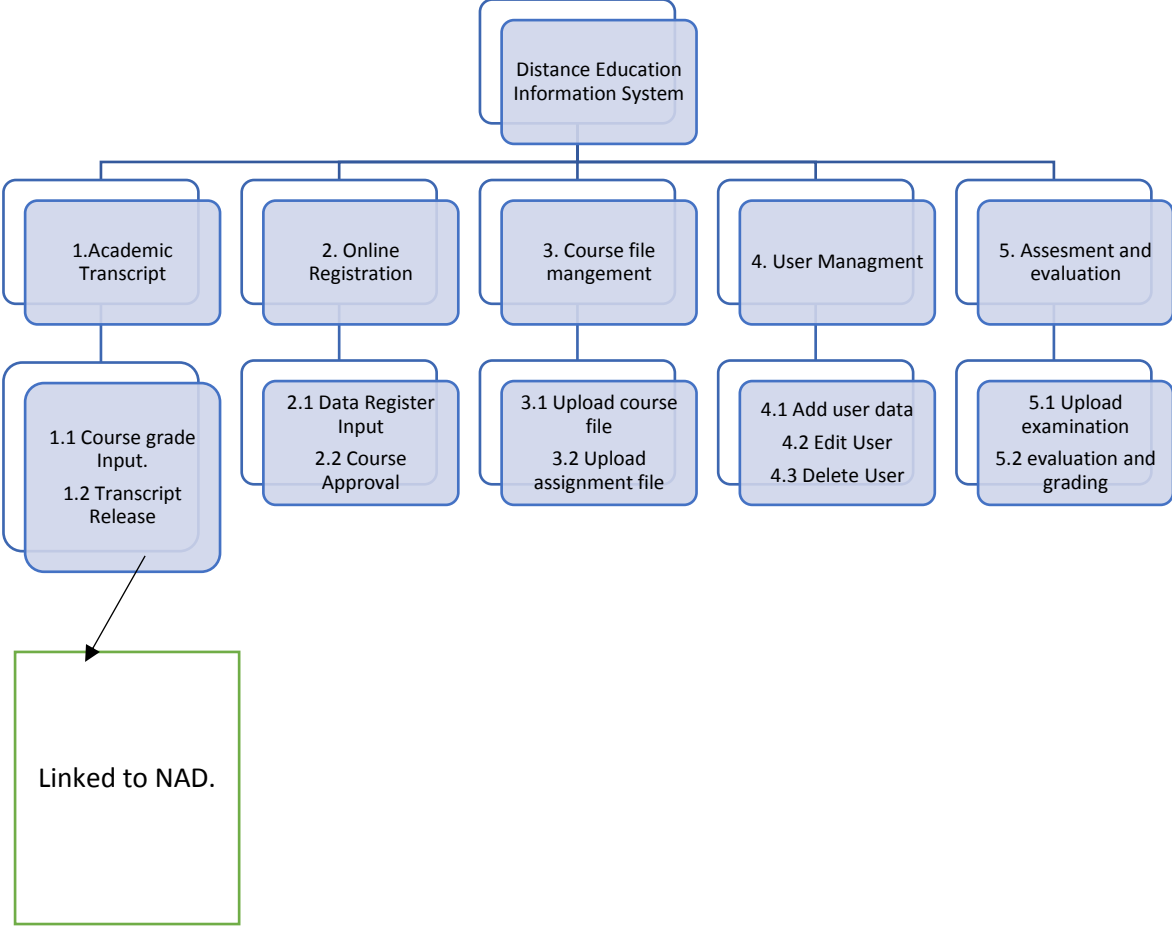 Distance Education
Information System
1.Academic
Transcript
2. Online
Registration
3. Course file
mangement
4. User Managment
5. Assesment and
evaluation
1.1 Course grade
Input.
1.2 Transcript
Release
2.1 Data Register
Input
2.2 Course
Approval
3.1 Upload course
file
3.2 Upload
assignment file
4.1 Add user data
4.2 Edit User
4.3 Delete User
5.1 Upload
examination
5.2 evaluation and
grading
Linked to NAD.